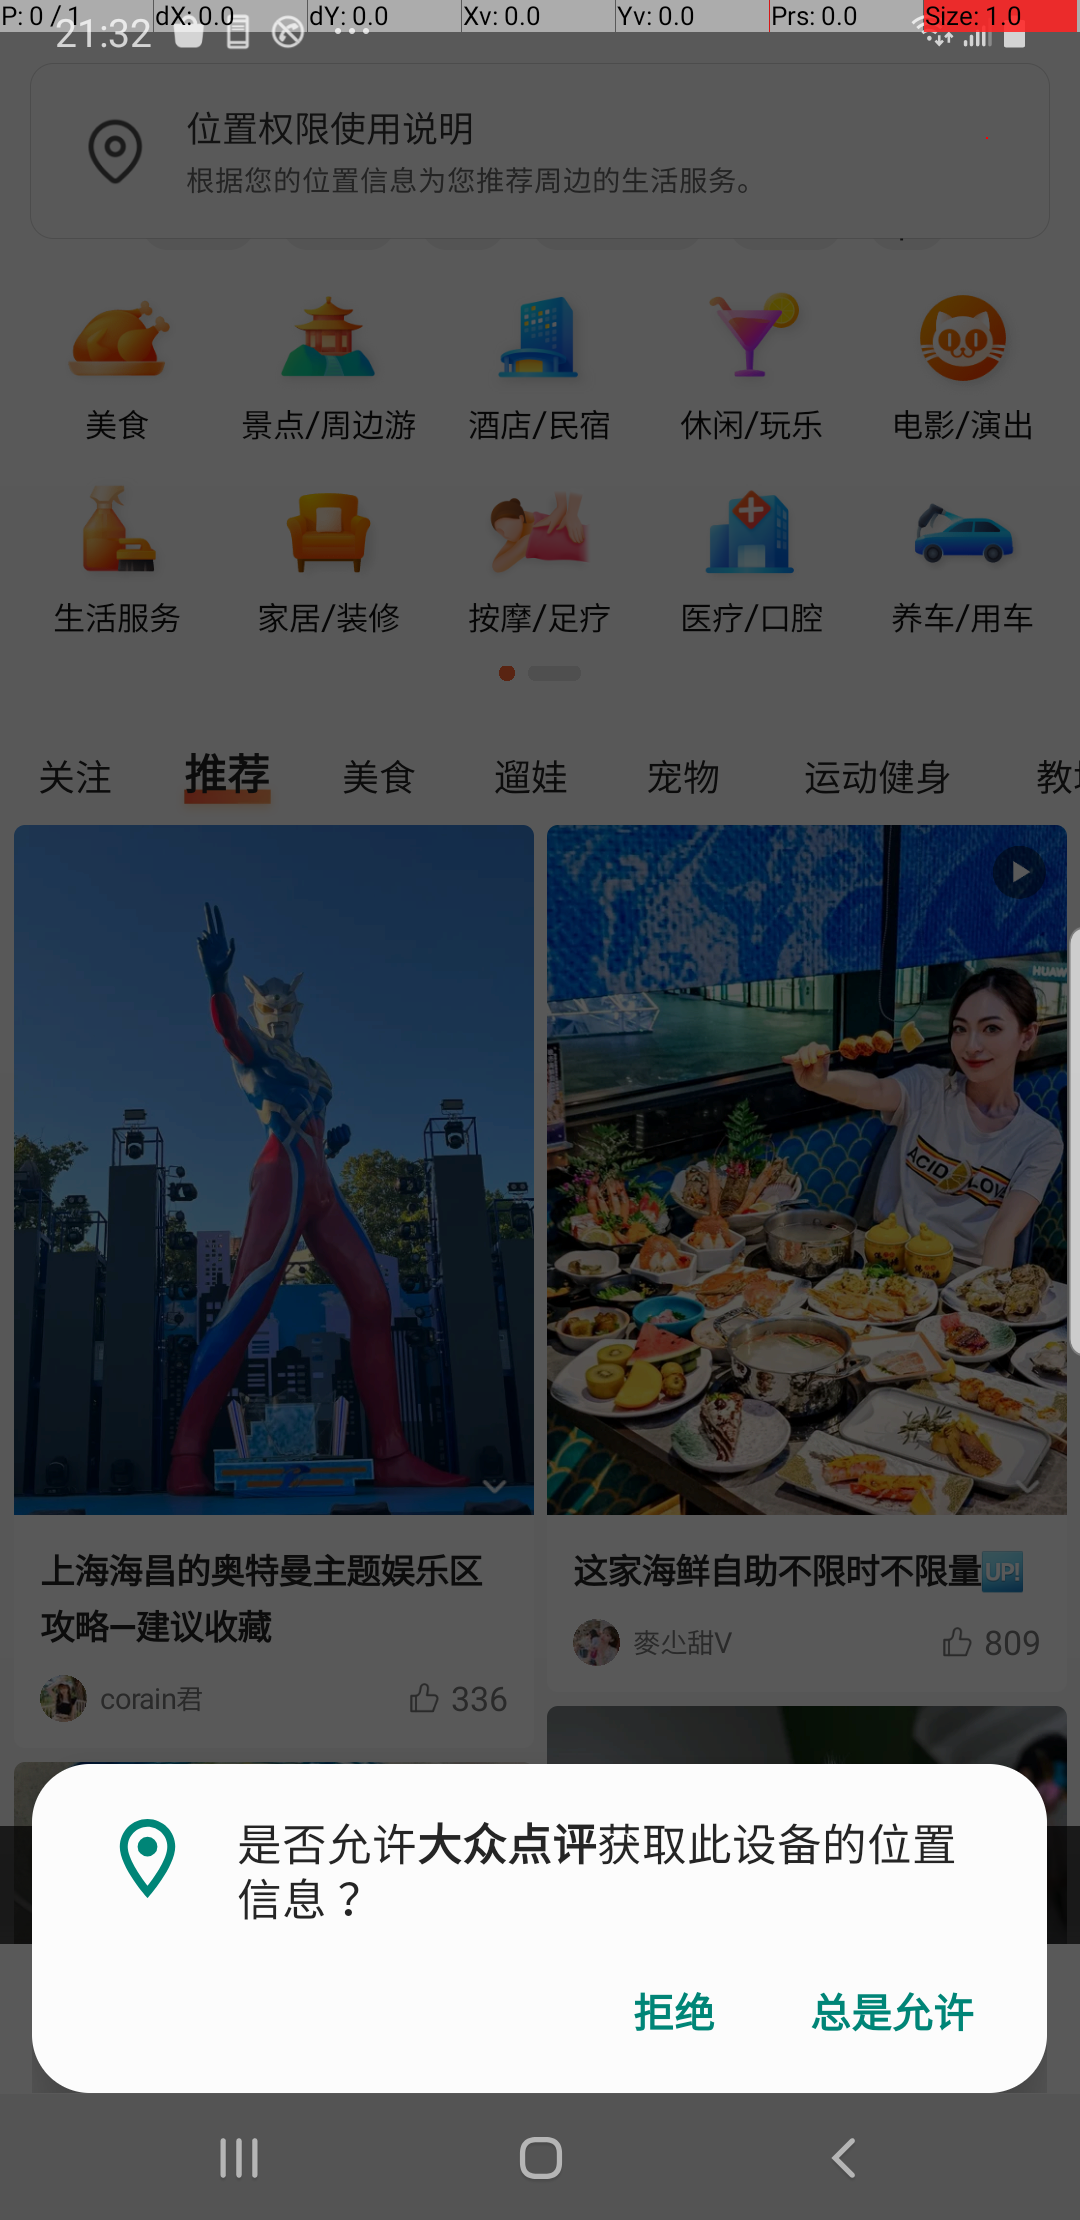 P: 0 / 1 dX: 0.0 dY: 0.0 Xv: 0.0 Yv: 0.0 Prs: 0.0 Size: 1.0
21:32
位置权限使用说明
根据您的位置信息为您推荐周边的生活服务。
美食 景点/周边游 酒店/民宿 休闲/玩乐 电影/演出
生活服务 家居/装修 按摩/足疗 医疗/口腔 养车/用车
关注 推荐 美食 遛娃 宠物 运动健身
HUAW
ACID LOVE
上海海昌的奥特曼主题娱乐区
攻略—建议收藏
corain君 336
这家海鲜自助不限时不限量UP!
麥尐甜V 809
是否允许大众点评获取此设备的位置
信息？
拒绝 总是允许